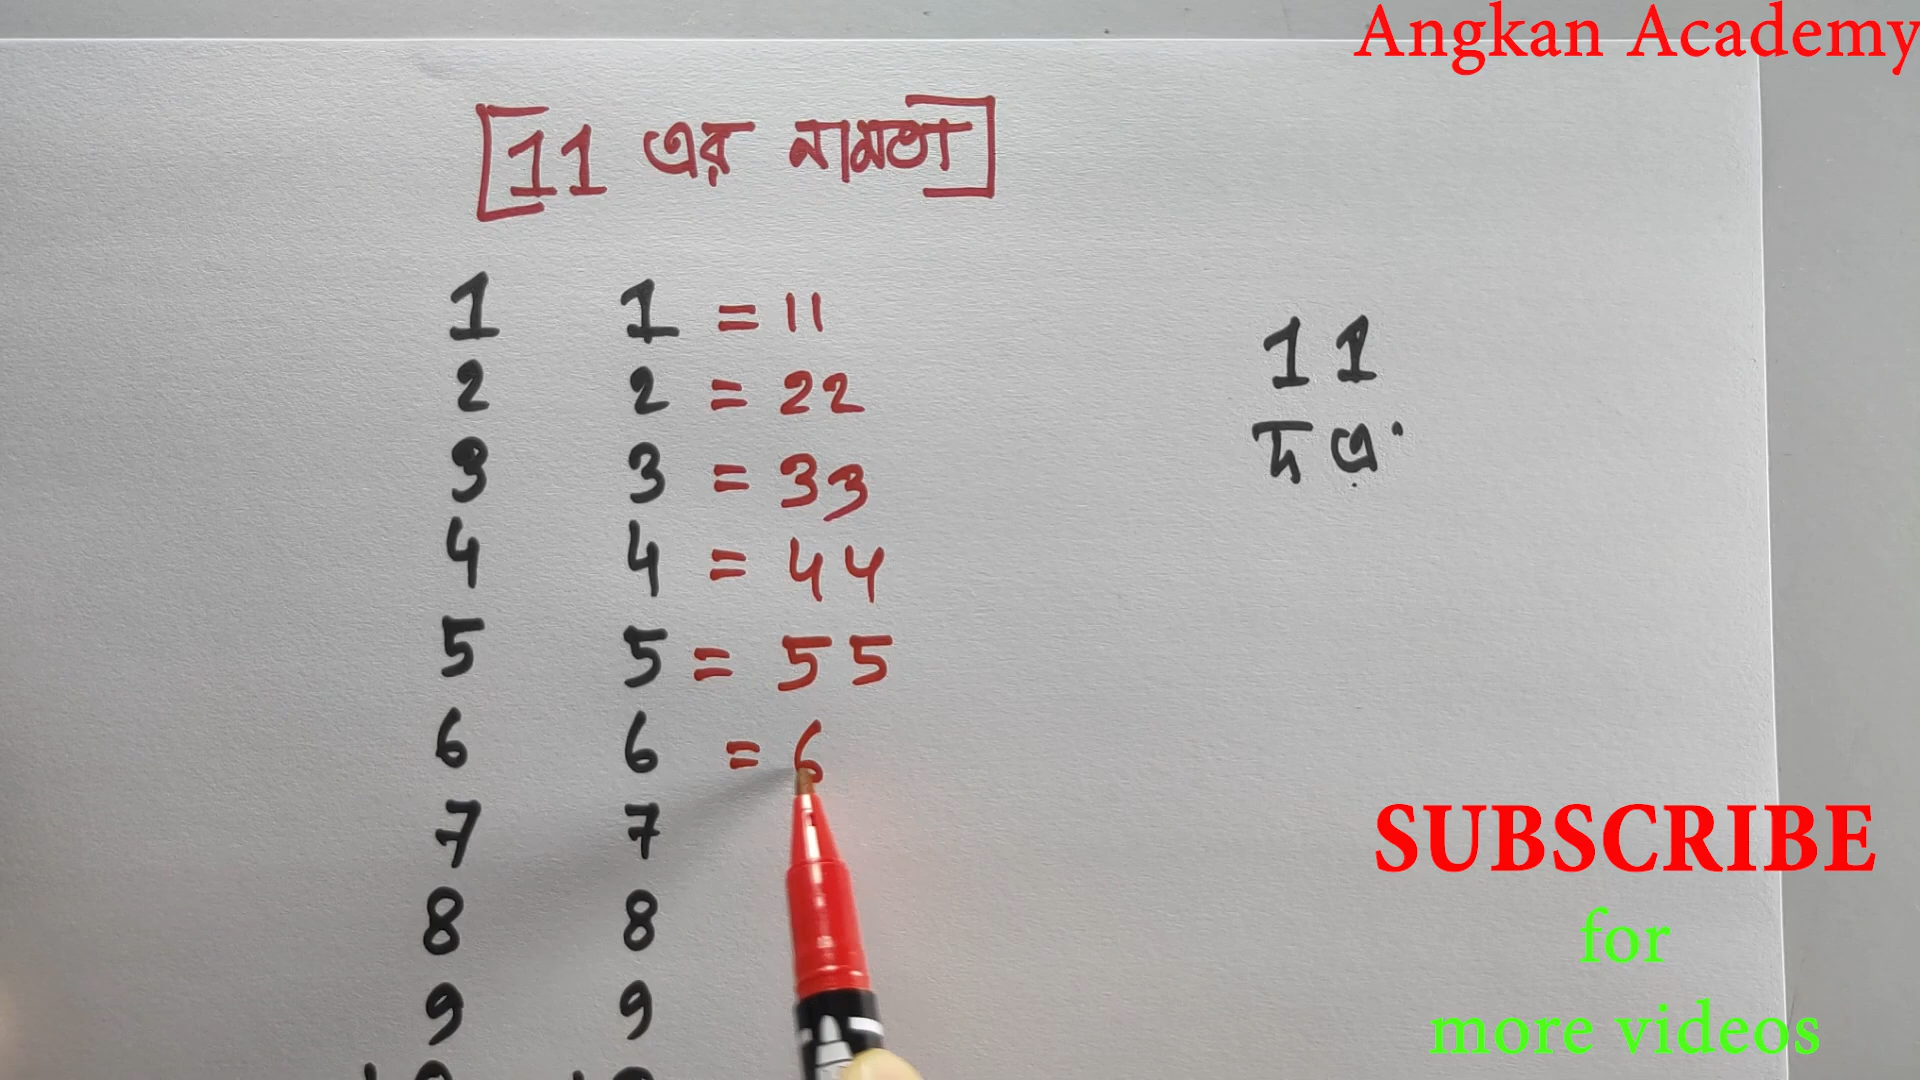 Angkan Academy
[11 এর নামতা]
1 1 = 11
2 2 = 22
3 3 = 33
4 4 = 44
5 5 = 55
6 6 = 6
7 7
8 8
9 9
11
দ এ
SUBSCRIBE
for
more videos